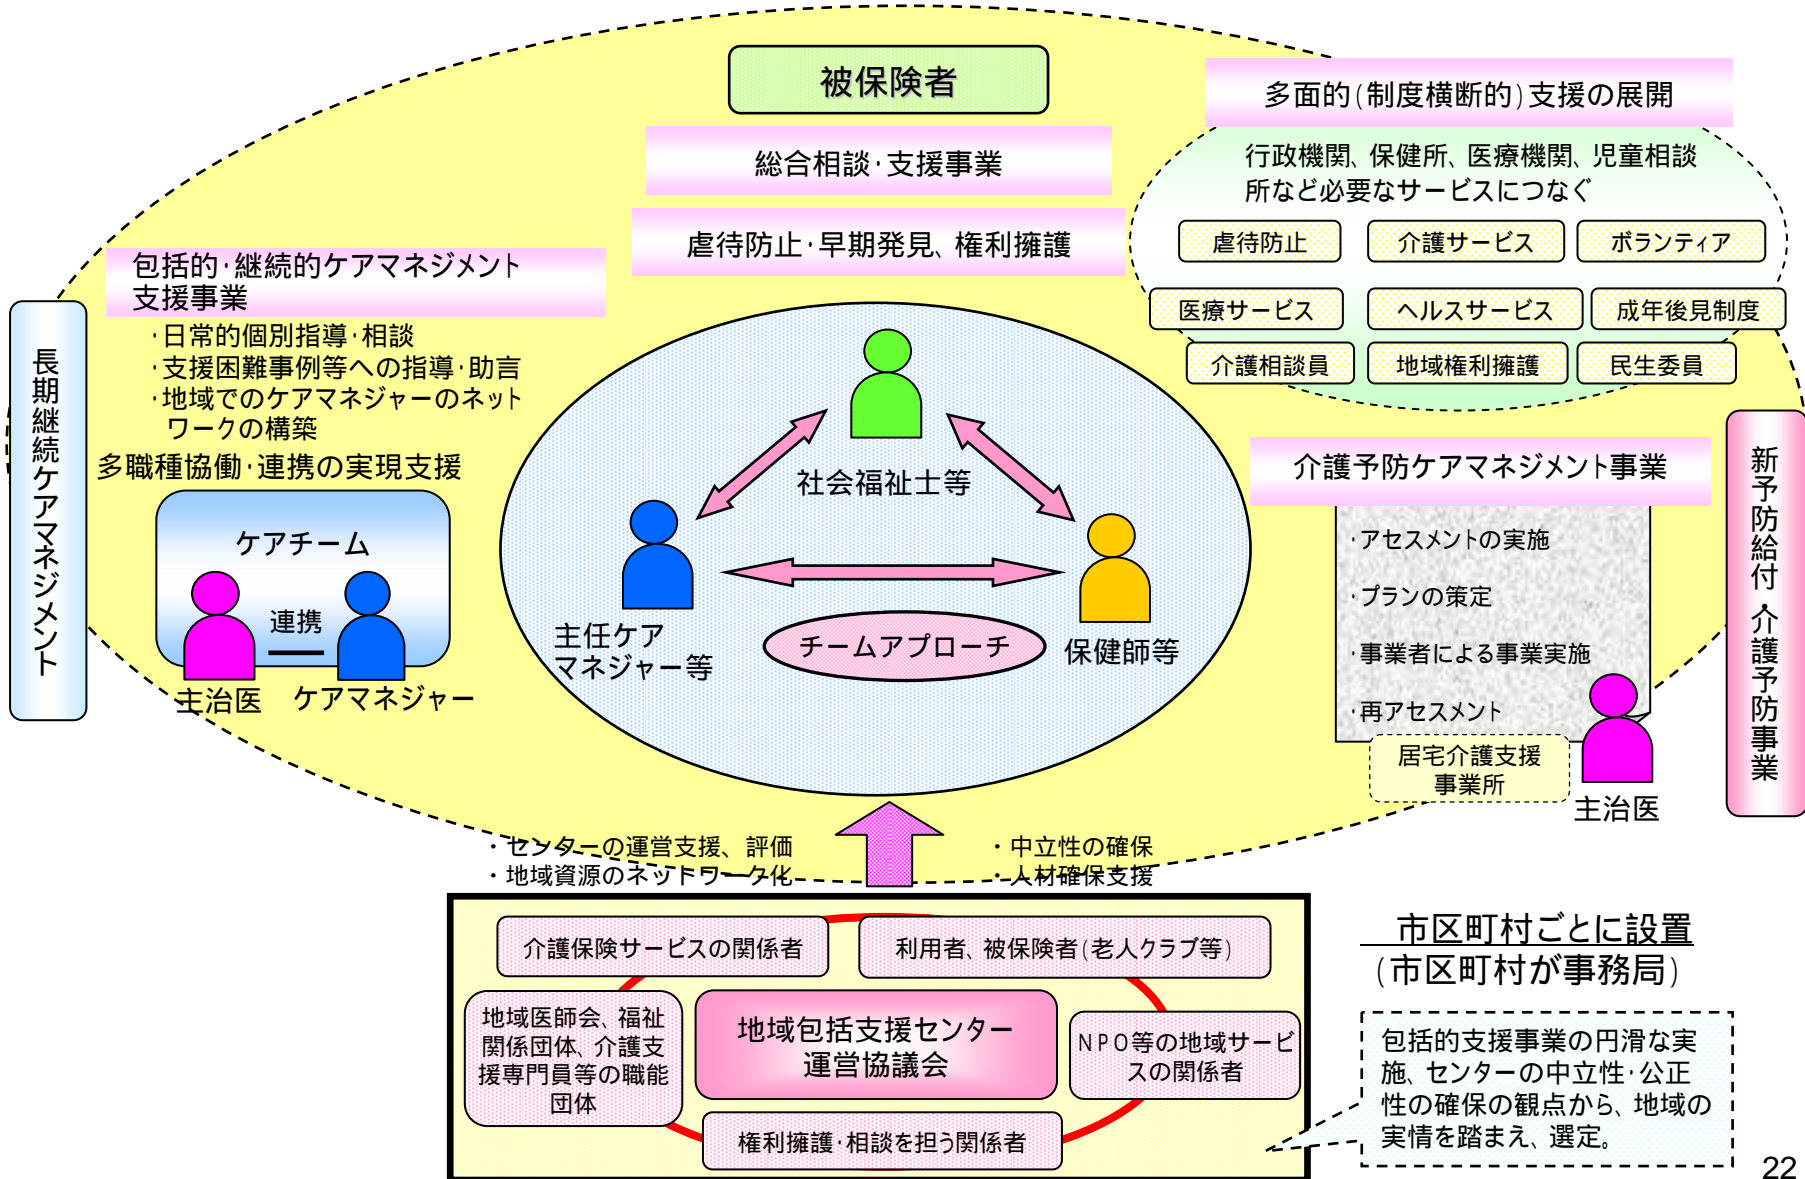 被保険者
多面的(制度横断的)支援の展開
行政機関、保健所、医療機関、児童相談
所など必要なサービスにつなぐ
虐待防止
介護サービス
ボランティア
医療サービス
ヘルスサービス
成年後見制度
介護相談員
地域権利擁護
民生委員
総合相談・支援事業
虐待防止・早期発見、権利擁護
包括的・継続的ケアマネジメント
支援事業
・日常的個別指導・相談
・支援困難事例等への指導・助言
・地域でのケアマネジャーのネット
ワークの構築
多職種協働・連携の実現支援
ケアチーム
連携
主治医
ケアマネジャー
長期継続ケアマネジメント
社会福祉士等
主任ケア
マネジャー等
チームアプローチ
保健師等
介護予防ケアマネジメント事業
・アセスメントの実施
・プランの策定
・事業者による事業実施
・再アセスメント
居宅介護支援
事業所
主治医
新予防給付・介護予防事業
・センターの運営支援、評価
・地域資源のネットワーク化
・中立性の確保
・人材確保支援
介護保険サービスの関係者
利用者、被保険者(老人クラブ等)
地域医師会、福祉
関係団体、介護支
援専門員等の職能
団体
地域包括支援センター
運営協議会
NPO等の地域サービ
スの関係者
権利擁護・相談を担う関係者
市区町村ごとに設置
(市区町村が事務局)
包括的支援事業の円滑な実
施、センターの中立性・公正
性の確保の観点から、地域の
実情を踏まえ、選定。
22